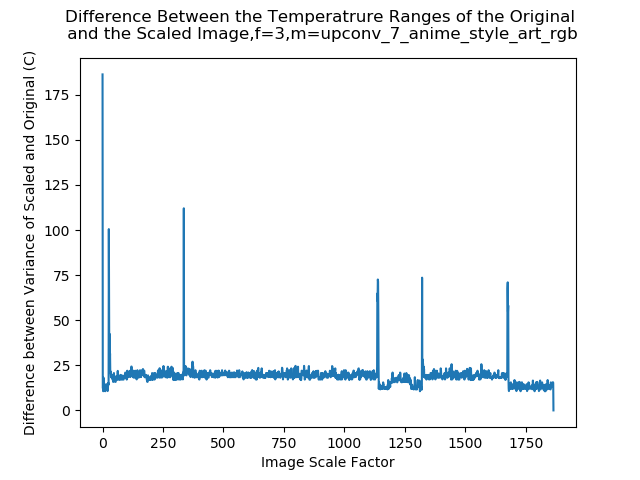 Difference Between the Temperatrure Ranges of the Original
and the Scaled Image,f=3,m=upconv_7_anime_style_art_rgb
Difference between Variance of Scaled and Original (C)
175
150
125
100
75
50
25
0
0 250 500 750 1000 1250 1500 1750
Image Scale Factor